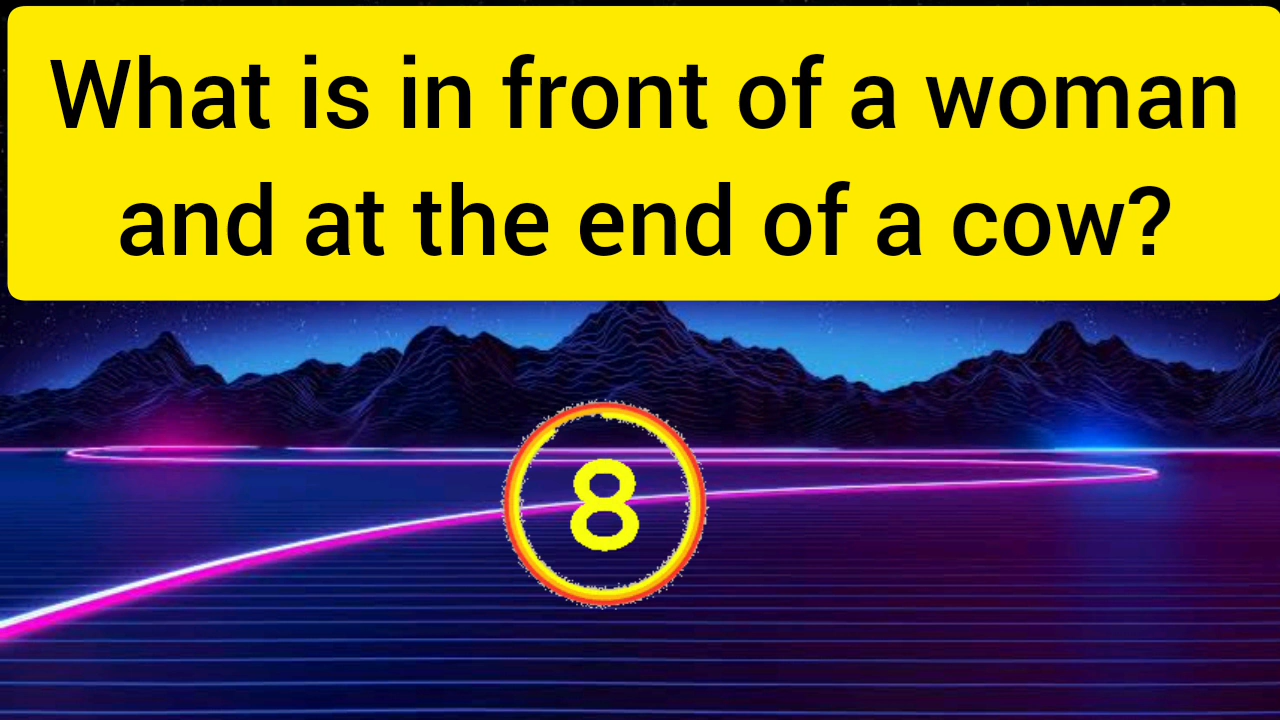 What is in front of a woman
and at the end of a cow?
8